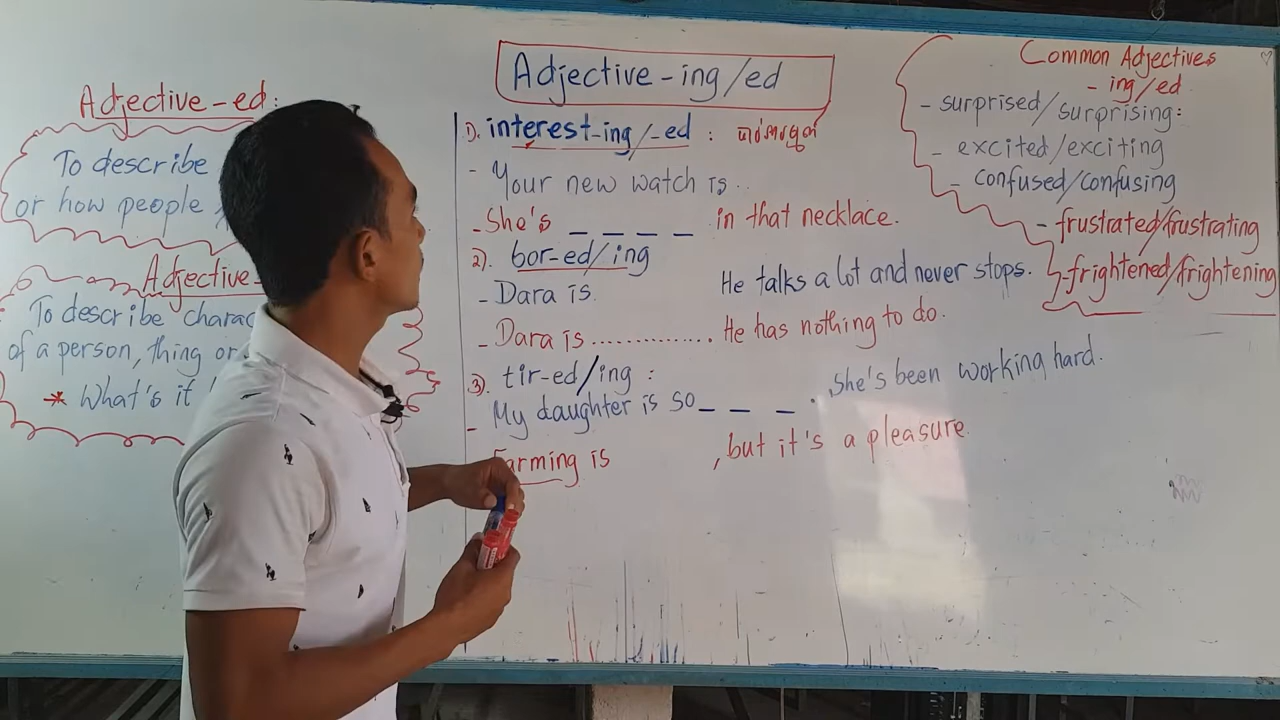 Adjective-ed:
To describe
or how people
Adjective-
To describe charac
of a person, thing or
* What's it
Adjective-ing/ed
1). interest-ing/-ed :
- Your new watch is..
- She's _ _ _ _ in that necklace.
2). bor-ed/ing
- Dara is. He talks a lot and never stops.
- Dara is.............. He has nothing to do.
3). tir-ed/ing :
- My daughter is so _ _ _ . She's been working hard.
- Farming is , but it's a pleasure.
Common Adjectives
- ing/ed
- surprised/surprising:
- excited/exciting
- confused/confusing
- frustrated/frustrating
- frightened/frightening